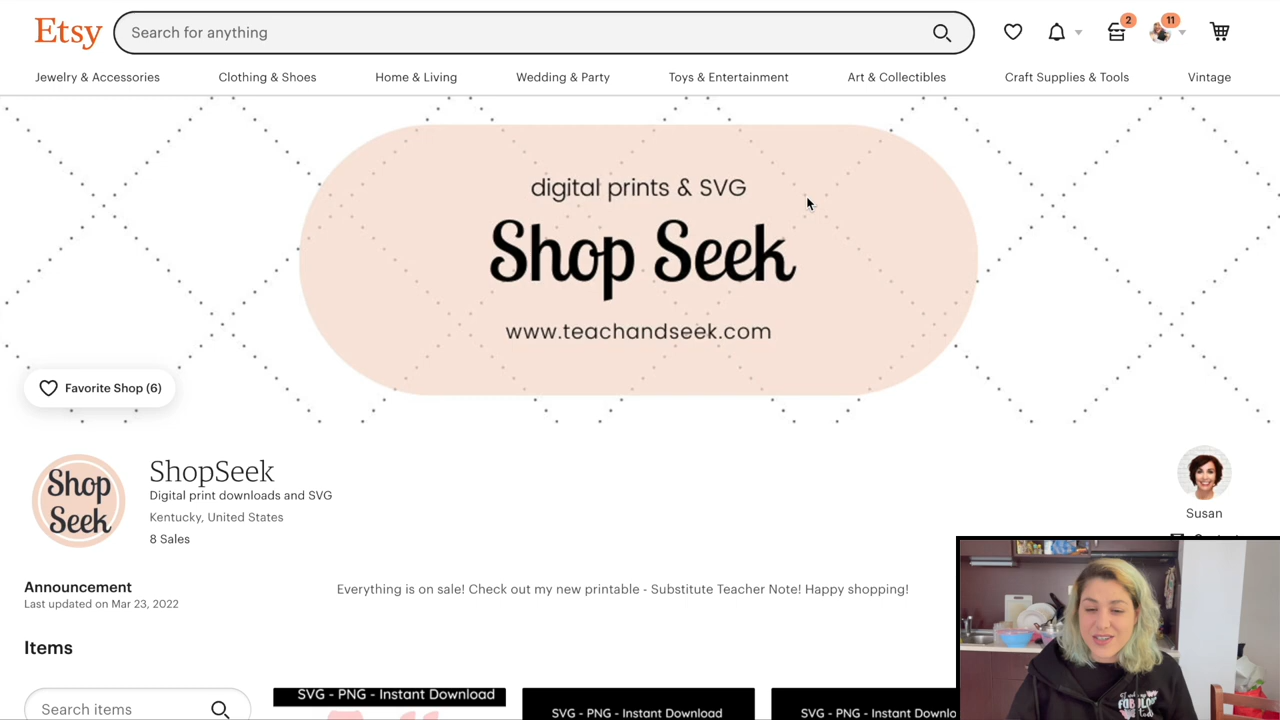 Etsy
Search for anything
2
11
Jewelry & Accessories
Clothing & Shoes
Home & Living
Wedding & Party
Toys & Entertainment
Art & Collectibles
Craft Supplies & Tools
Vintage
digital prints & SVG
Shop Seek
www.teachandseek.com
Favorite Shop (6)
Shop
Seek
ShopSeek
Digital print downloads and SVG
Kentucky, United States
8 Sales
Susan
Announcement
Last updated on Mar 23, 2022
Everything is on sale! Check out my new printable - Substitute Teacher Note! Happy shopping!
Items
Search items
SVG - PNG - Instant Download
SVG - PNG - Instant Download
SVG - PNG - Instant Downlo